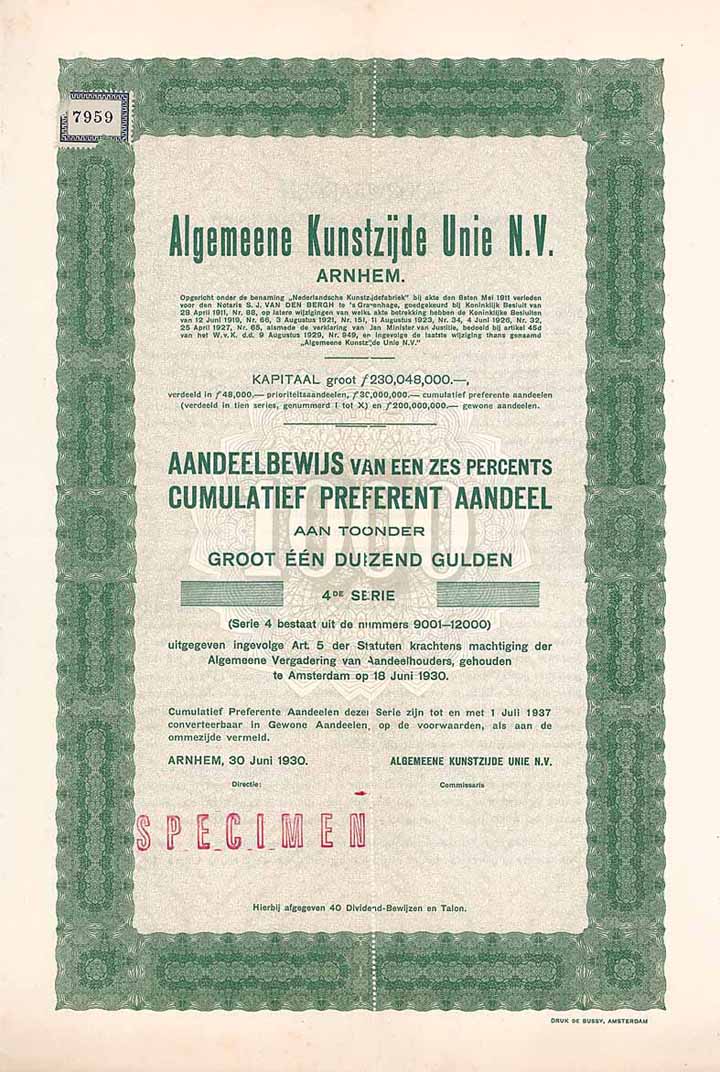 7959
Algemeene Kunstzijde Unie N.V.
ARNHEM.
Opgericht onder de benaming „Nederlandsche Kunstzijdefabriek” bij akte den 8sten Mei 1911 verleden
voor den Notaris S. J. VAN DEN BERGH te 's Gravenhage, goedgekeurd bij Koninklijk Besluit van
28 April 1911, Nr. 88, op latere wijzigingen van welke akte betrekking hebben de Koninklijke Besluiten
van 12 Juni 1919, Nr. 66, 3 Augustus 1921, Nr. 151, 11 Augustus 1923, Nr. 34, 4 Juni 1926, Nr. 32,
25 April 1927, Nr. 65, alsmede de verklaring van den Minister van Justitie, bedoeld bij artikel 45d
van het W. v. K. d.d. 9 Augustus 1929, Nr. 949, en ingevolge de laatste wijziging thans genaamd
„Algemeene Kunstzijde Unie N.V.”
KAPITAAL groot ƒ230,048,000.—,
verdeeld in ƒ48,000.— prioriteitsaandeelen, ƒ30,000,000.— cumulatief preferente aandeelen
(verdeeld in tien series, genummerd I tot X) en ƒ200,000,000.— gewone aandeelen.
1000
AANDEELBEWIJS VAN EEN ZES PERCENTS
CUMULATIEF PREFERENT AANDEEL
AAN TOONDER
GROOT ÉÉN DUIZEND GULDEN
4DE SERIE
(Serie 4 bestaat uit de nummers 9001—12000)
uitgegeven ingevolge Art. 5 der Statuten krachtens machtiging der
Algemeene Vergadering van Aandeelhouders, gehouden
te Amsterdam op 18 Juni 1930.
Cumulatief Preferente Aandeelen dezer Serie zijn tot en met 1 Juli 1937
converteerbaar in Gewone Aandeelen, op de voorwaarden, als aan de
ommezijde vermeld.
ARNHEM, 30 Juni 1930. ALGEMEENE KUNSTZIJDE UNIE N.V.
Directie: Commissaris
SPECIMEN
Hierbij afgegeven 40 Dividend-Bewijzen en Talon.
DRUK DE BUSSY, AMSTERDAM